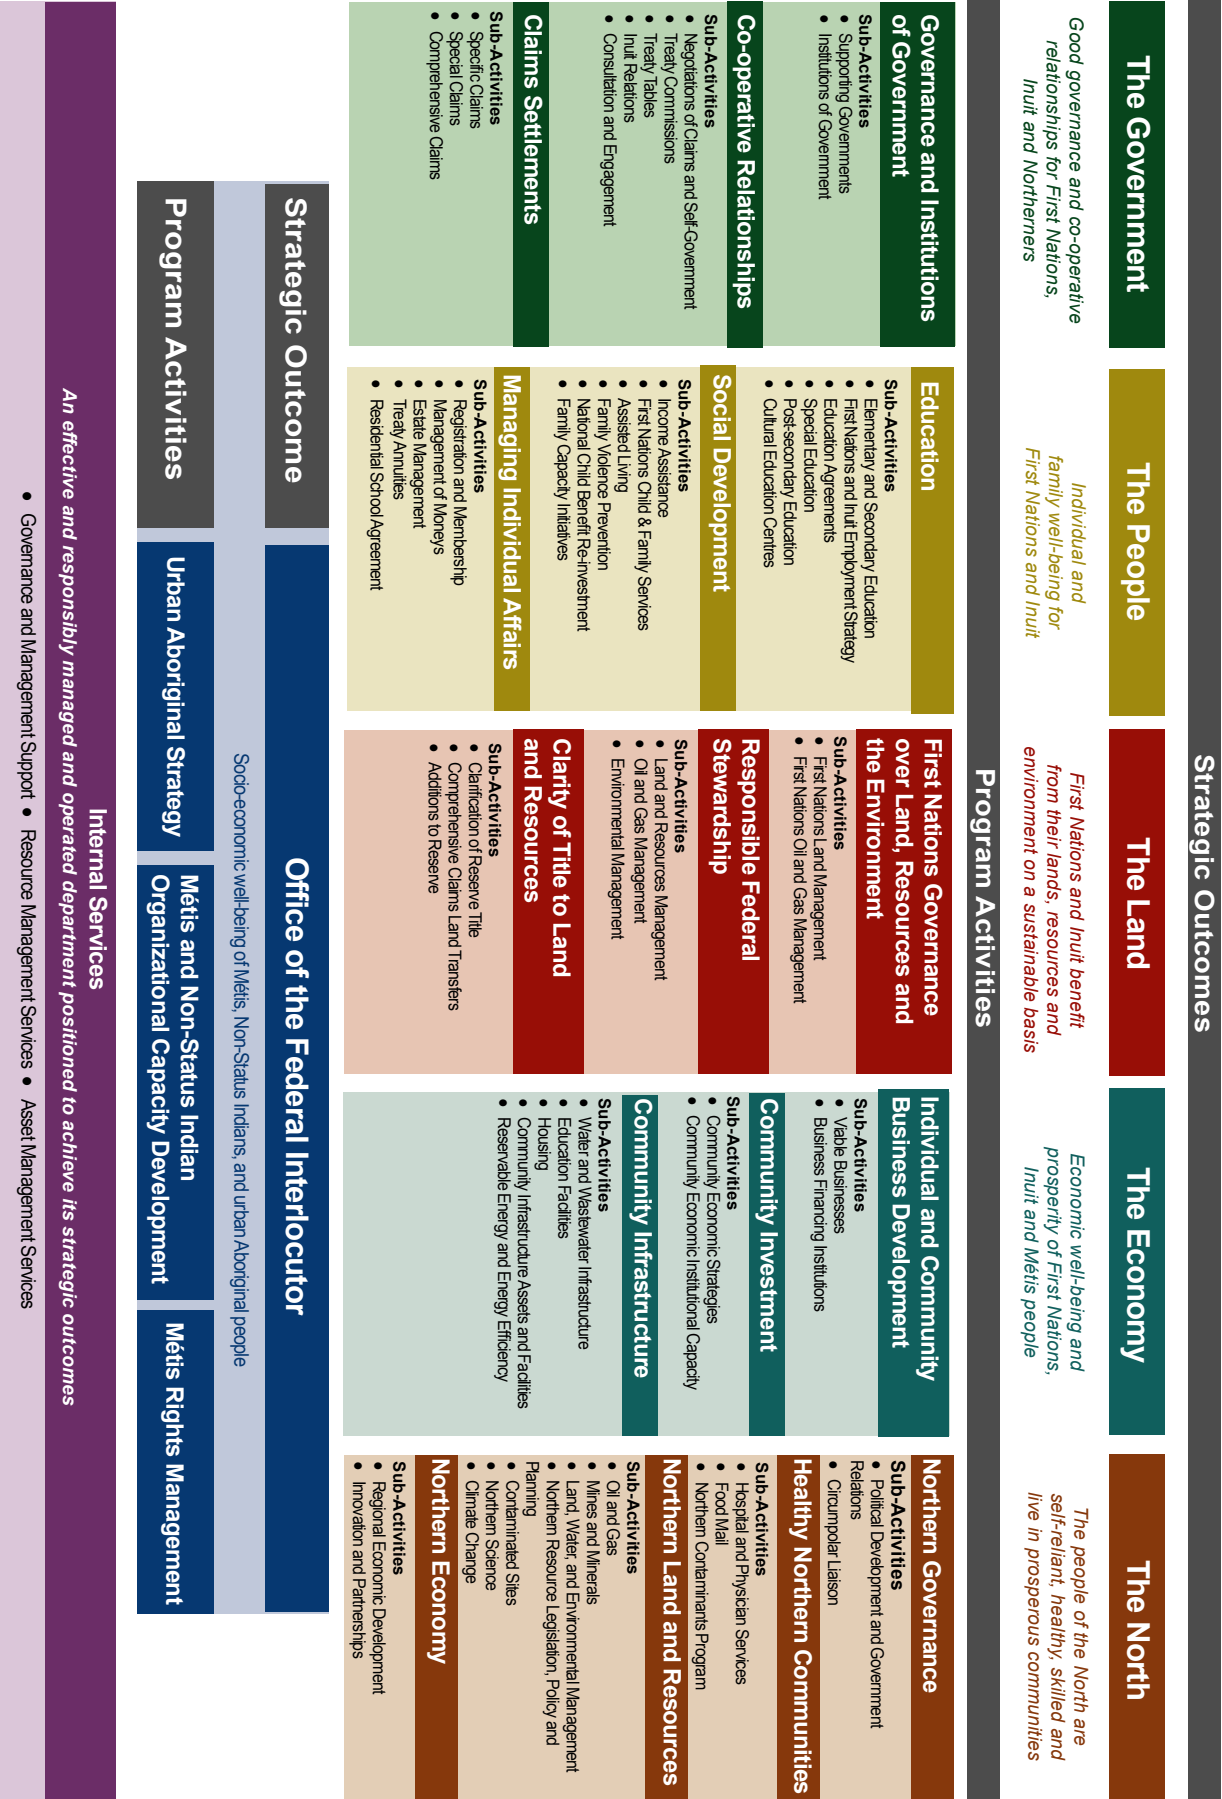 Strategic Outcomes
The Government
Good governance and co-operative
relationships for First Nations,
Inuit and Northerners
The People
Individual and
family well-being for
First Nations and Inuit
The Land
First Nations and Inuit benefit
from their lands, resources and
environment on a sustainable basis
The Economy
Economic well-being and
prosperity of First Nations,
Inuit and Métis people
The North
The people of the North are
self-reliant, healthy, skilled and
live in prosperous communities
Program Activities
Governance and Institutions
of Government
Sub-Activities
• Supporting Governments
• Institutions of Government
Co-operative Relationships
Sub-Activities
• Negotiations of Claims and Self-Government
• Treaty Commissions
• Treaty Tables
• Inuit Relations
• Consultation and Engagement
Claims Settlements
Sub-Activities
• Specific Claims
• Special Claims
• Comprehensive Claims
Education
Sub-Activities
• Elementary and Secondary Education
• First Nations and Inuit Employment Strategy
• Education Agreements
• Special Education
• Post-secondary Education
• Cultural Education Centres
Social Development
Sub-Activities
• Income Assistance
• First Nations Child & Family Services
• Assisted Living
• Family Violence Prevention
• National Child Benefit Re-investment
• Family Capacity Initiatives
Managing Individual Affairs
Sub-Activities
• Registration and Membership
• Management of Moneys
• Estate Management
• Treaty Annuities
• Residential School Agreement
First Nations Governance
over Land, Resources and
the Environment
Sub-Activities
• First Nations Land Management
• First Nations Oil and Gas Management
Responsible Federal
Stewardship
Sub-Activities
• Land and Resources Management
• Oil and Gas Management
• Environmental Management
Clarity of Title to Land
and Resources
Sub-Activities
• Clarification of Reserve Title
• Comprehensive Claims Land Transfers
• Additions to Reserve
Individual and Community
Business Development
Sub-Activities
• Viable Businesses
• Business Financing Institutions
Community Investment
Sub-Activities
• Community Economic Strategies
• Community Economic Institutional Capacity
Community Infrastructure
Sub-Activities
• Water and Wastewater Infrastructure
• Education Facilities
• Housing
• Community Infrastructure Assets and Facilities
• Reservable Energy and Energy Efficiency
Northern Governance
Sub-Activities
• Political Development and Government
Relations
• Circumpolar Liaison
Healthy Northern Communities
Sub-Activities
• Hospital and Physician Services
• Food Mail
• Northern Contaminants Program
Northern Land and Resources
Sub-Activities
• Oil and Gas
• Mines and Minerals
• Land, Water, and Environmental Management
• Northern Resource Legislation, Policy and
Planning
• Contaminated Sites
• Northern Science
• Climate Change
Northern Economy
Sub-Activities
• Regional Economic Development
• Innovation and Partnerships
Strategic Outcome
Office of the Federal Interlocutor
Socio-economic well-being of Métis, Non-Status Indians, and urban Aboriginal people
Program Activities
Urban Aboriginal Strategy
Métis and Non-Status Indian
Organizational Capacity Development
Métis Rights Management
Internal Services
An effective and responsibly managed and operated department positioned to achieve its strategic outcomes
• Governance and Management Support • Resource Management Services • Asset Management Services